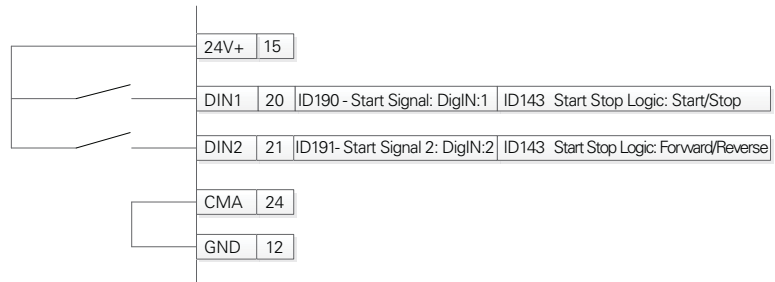 24V+ 15
DIN1 20 ID190 - Start Signal: DigIN:1 ID143 Start Stop Logic: Start/Stop
DIN2 21 ID191- Start Signal 2: DigIN:2 ID143 Start Stop Logic: Forward/Reverse
CMA 24
GND 12